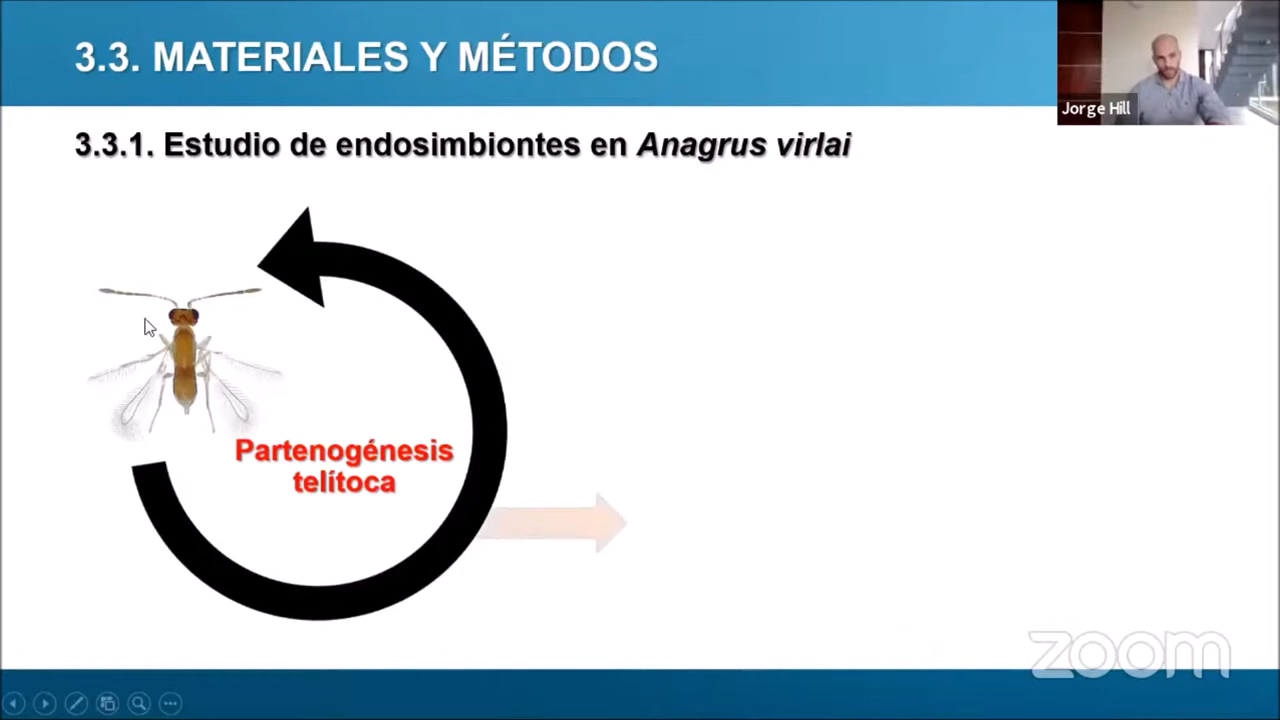 3.3. MATERIALES Y MÉTODOS
Jorge Hill
3.3.1. Estudio de endosimbiontes en Anagrus virlai
Partenogénesis
telítoca
zoom